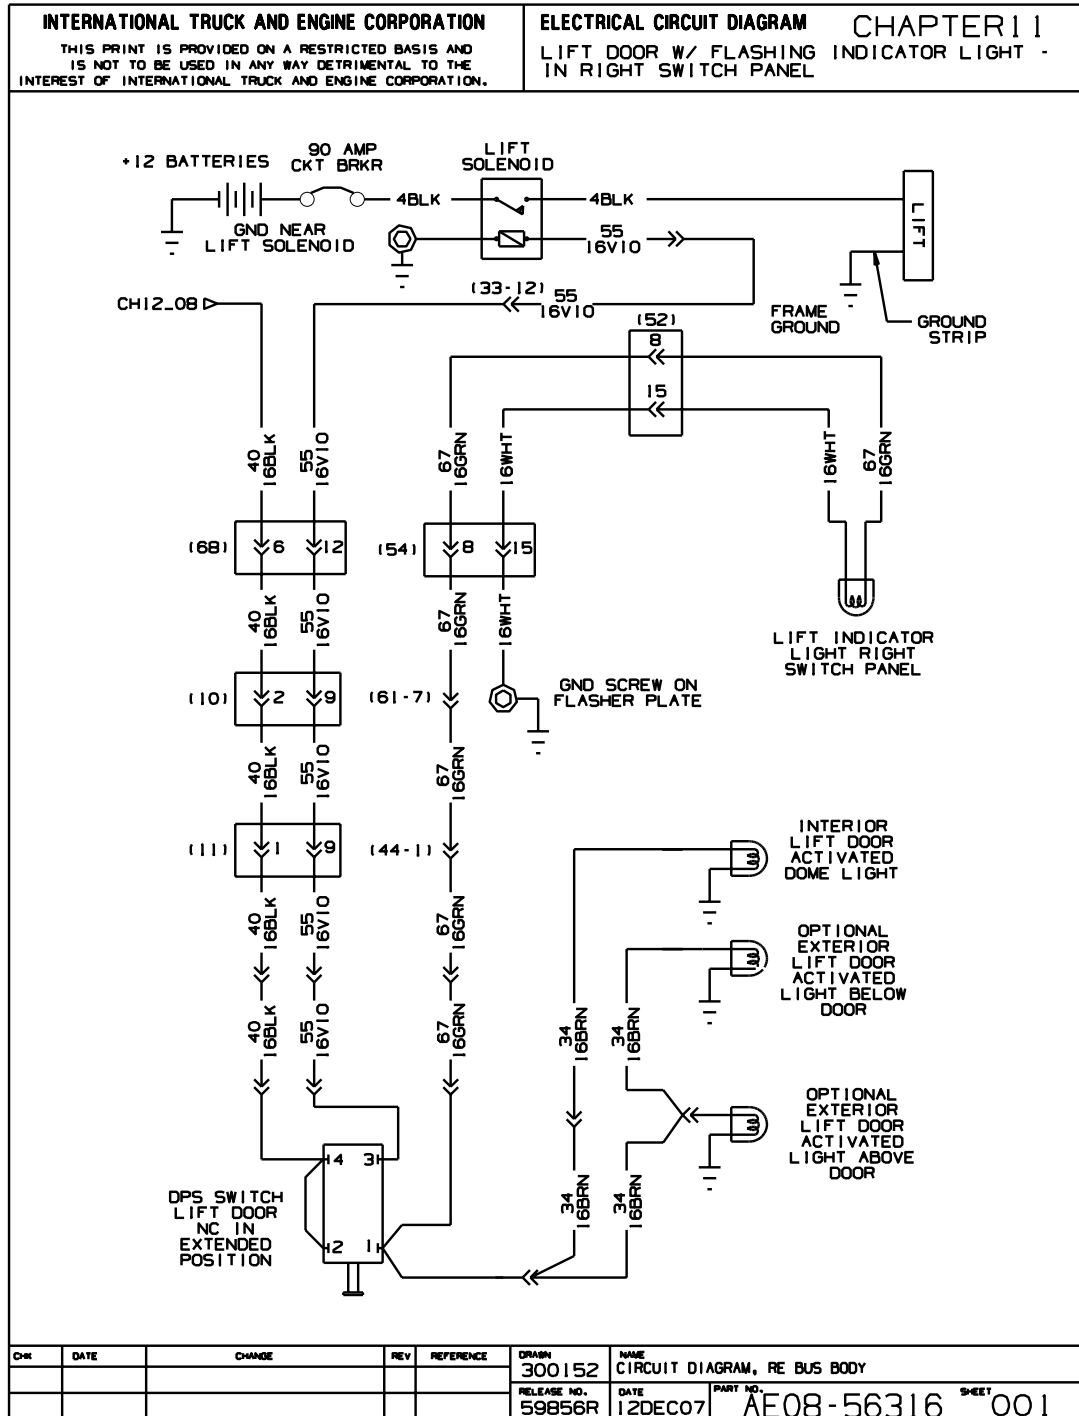 INTERNATIONAL TRUCK AND ENGINE CORPORATION
THIS PRINT IS PROVIDED ON A RESTRICTED BASIS AND
IS NOT TO BE USED IN ANY WAY DETRIMENTAL TO THE
INTEREST OF INTERNATIONAL TRUCK AND ENGINE CORPORATION.
ELECTRICAL CIRCUIT DIAGRAM CHAPTER11
LIFT DOOR W/ FLASHING INDICATOR LIGHT -
IN RIGHT SWITCH PANEL
+12 BATTERIES
90 AMP
CKT BRKR
LIFT
SOLENOID
4BLK
4BLK
LIFT
GND NEAR
LIFT SOLENOID
55
16VIO
(33-12)
55
16VIO
CH12_08
FRAME
GROUND
GROUND
STRIP
(52)
8
15
40
16BLK
55
16VIO
67
16GRN
16WHT
16WHT
67
16GRN
(68)
6
12
(54)
8
15
40
16BLK
55
16VIO
67
16GRN
16WHT
LIFT INDICATOR
LIGHT RIGHT
SWITCH PANEL
(10)
2
9
(61-7)
GND SCREW ON
FLASHER PLATE
40
16BLK
55
16VIO
67
16GRN
(11)
1
9
(44-1)
INTERIOR
LIFT DOOR
ACTIVATED
DOME LIGHT
40
16BLK
55
16VIO
67
16GRN
OPTIONAL
EXTERIOR
LIFT DOOR
ACTIVATED
LIGHT BELOW
DOOR
40
16BLK
55
16VIO
67
16GRN
34
16BRN
34
16BRN
OPTIONAL
EXTERIOR
LIFT DOOR
ACTIVATED
LIGHT ABOVE
DOOR
4
3
2
1
DPS SWITCH
LIFT DOOR
NC IN
EXTENDED
POSITION
34
16BRN
34
16BRN
CHK DATE CHANGE REV REFERENCE
DRAWN
300152
NAME
CIRCUIT DIAGRAM, RE BUS BODY
RELEASE NO.
59856R
DATE
12DEC07
PART NO.
AE08-56316
SHEET
001